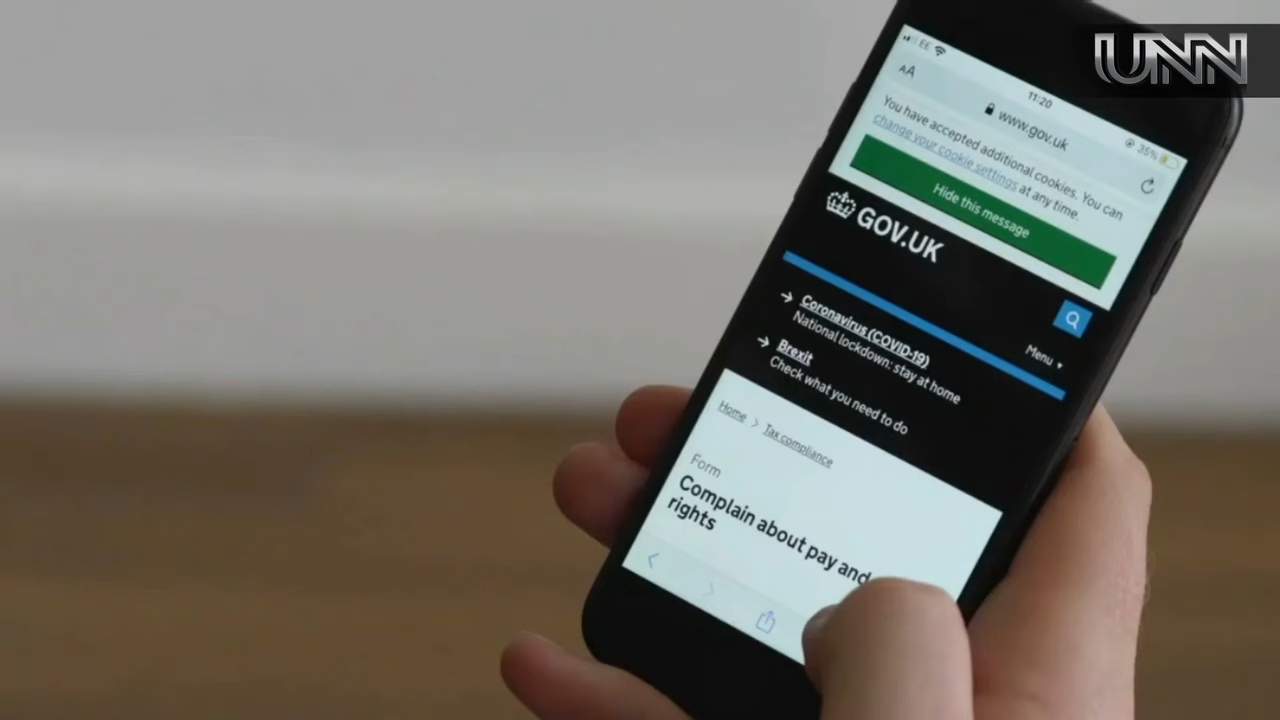 UNN
EE
11:20
35%
AA
www.gov.uk
You have accepted additional cookies. You can
change your cookie settings at any time.
Hide this message
GOV.UK
Menu
Coronavirus (COVID-19)
National lockdown: stay at home
Brexit
Check what you need to do
Home > Tax compliance
Form
Complain about pay and
rights